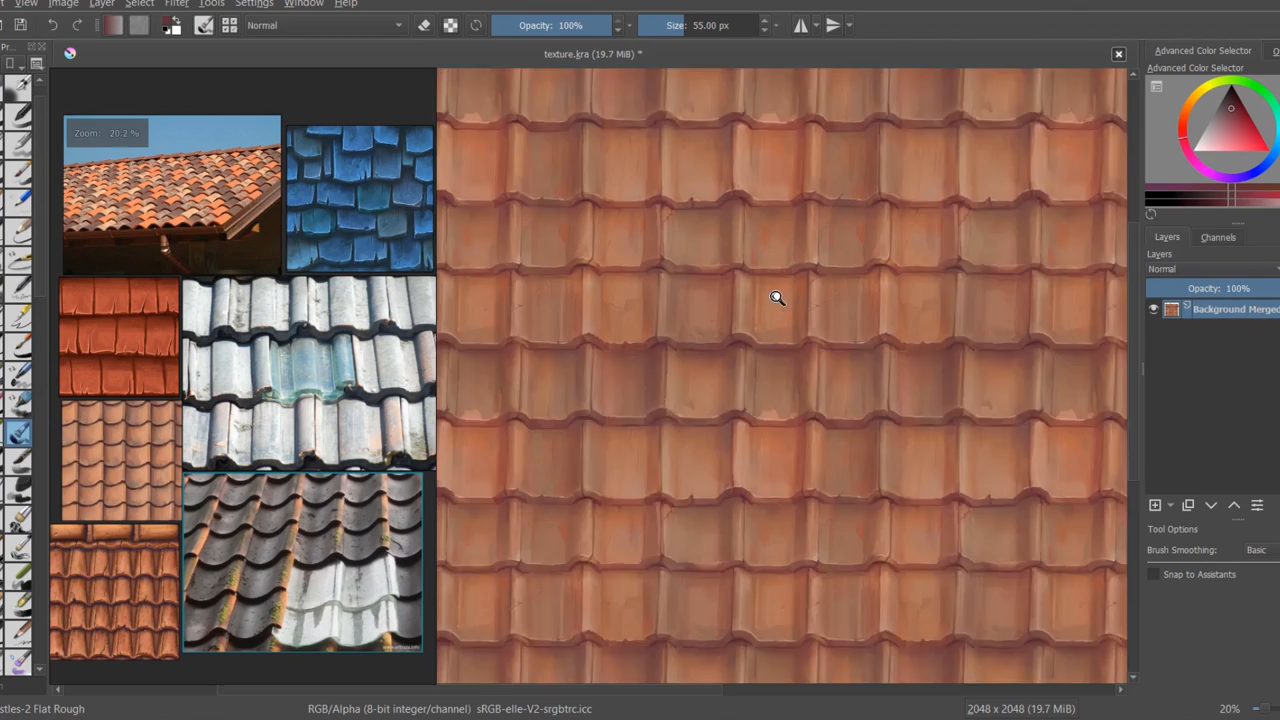 View Image Layer Select Filter Tools Settings Window Help
Normal
Opacity: 100%
Size: 55.00 px
texture.kra (19.7 MiB) *
Pr...
Zoom: 20.2 %
Advanced Color Selector
Advanced Color Selector
Layers Channels
Layers
Normal
Opacity: 100%
Background Merged
Tool Options
Brush Smoothing: Basic
Snap to Assistants
stles-2 Flat Rough
RGB/Alpha (8-bit integer/channel) sRGB-elle-V2-srgbtrc.icc
2048 x 2048 (19.7 MiB)
20%